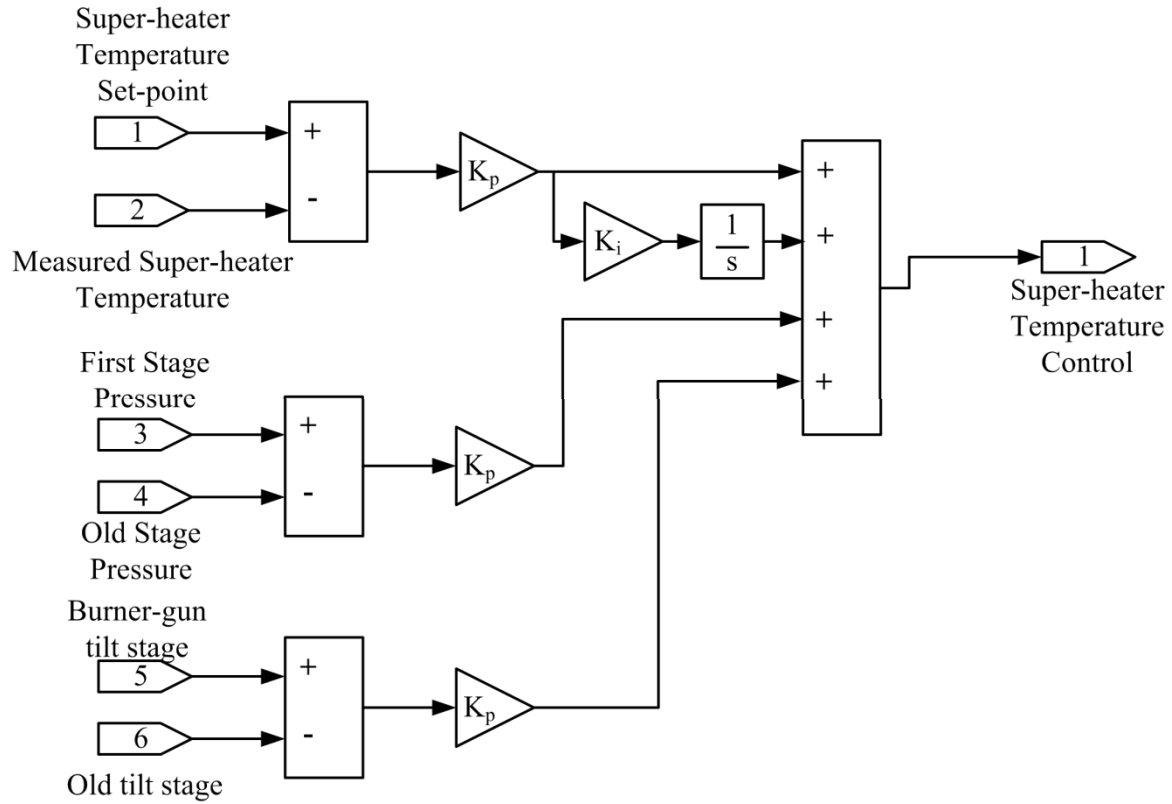 Super-heater
Temperature
Set-point
1
+
2
-
Measured Super-heater
Temperature
Kp
Ki
1
s
+
+
+
+
1
Super-heater
Temperature
Control
First Stage
Pressure
3
+
4
-
Old Stage
Pressure
Kp
Burner-gun
tilt stage
5
+
6
-
Old tilt stage
Kp